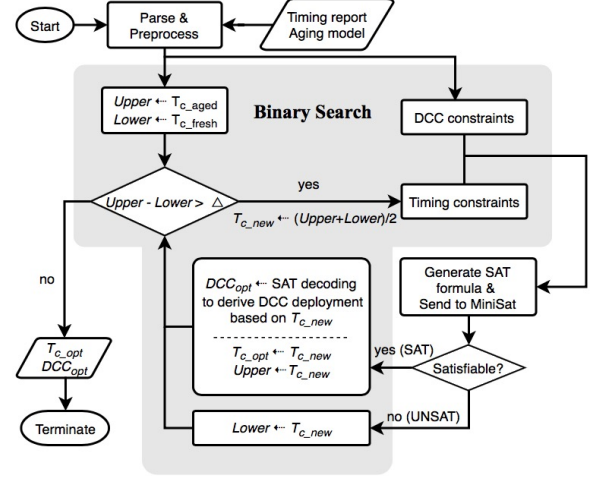 Start
Parse &
Preprocess
Timing report
Aging model
Upper ⇠ T_c_aged
Lower ⇠ T_c_fresh
Binary Search
DCC constraints
Upper - Lower > △
yes
T_c_new ⇠ (Upper+Lower)/2
Timing constraints
no
DCC_opt ⇠ SAT decoding
to derive DCC deployment
based on T_c_new
T_c_opt ⇠ T_c_new
Upper ⇠ T_c_new
Generate SAT
formula &
Send to MiniSat
yes (SAT)
Satisfiable?
T_c_opt
DCC_opt
no (UNSAT)
Lower ⇠ T_c_new
Terminate